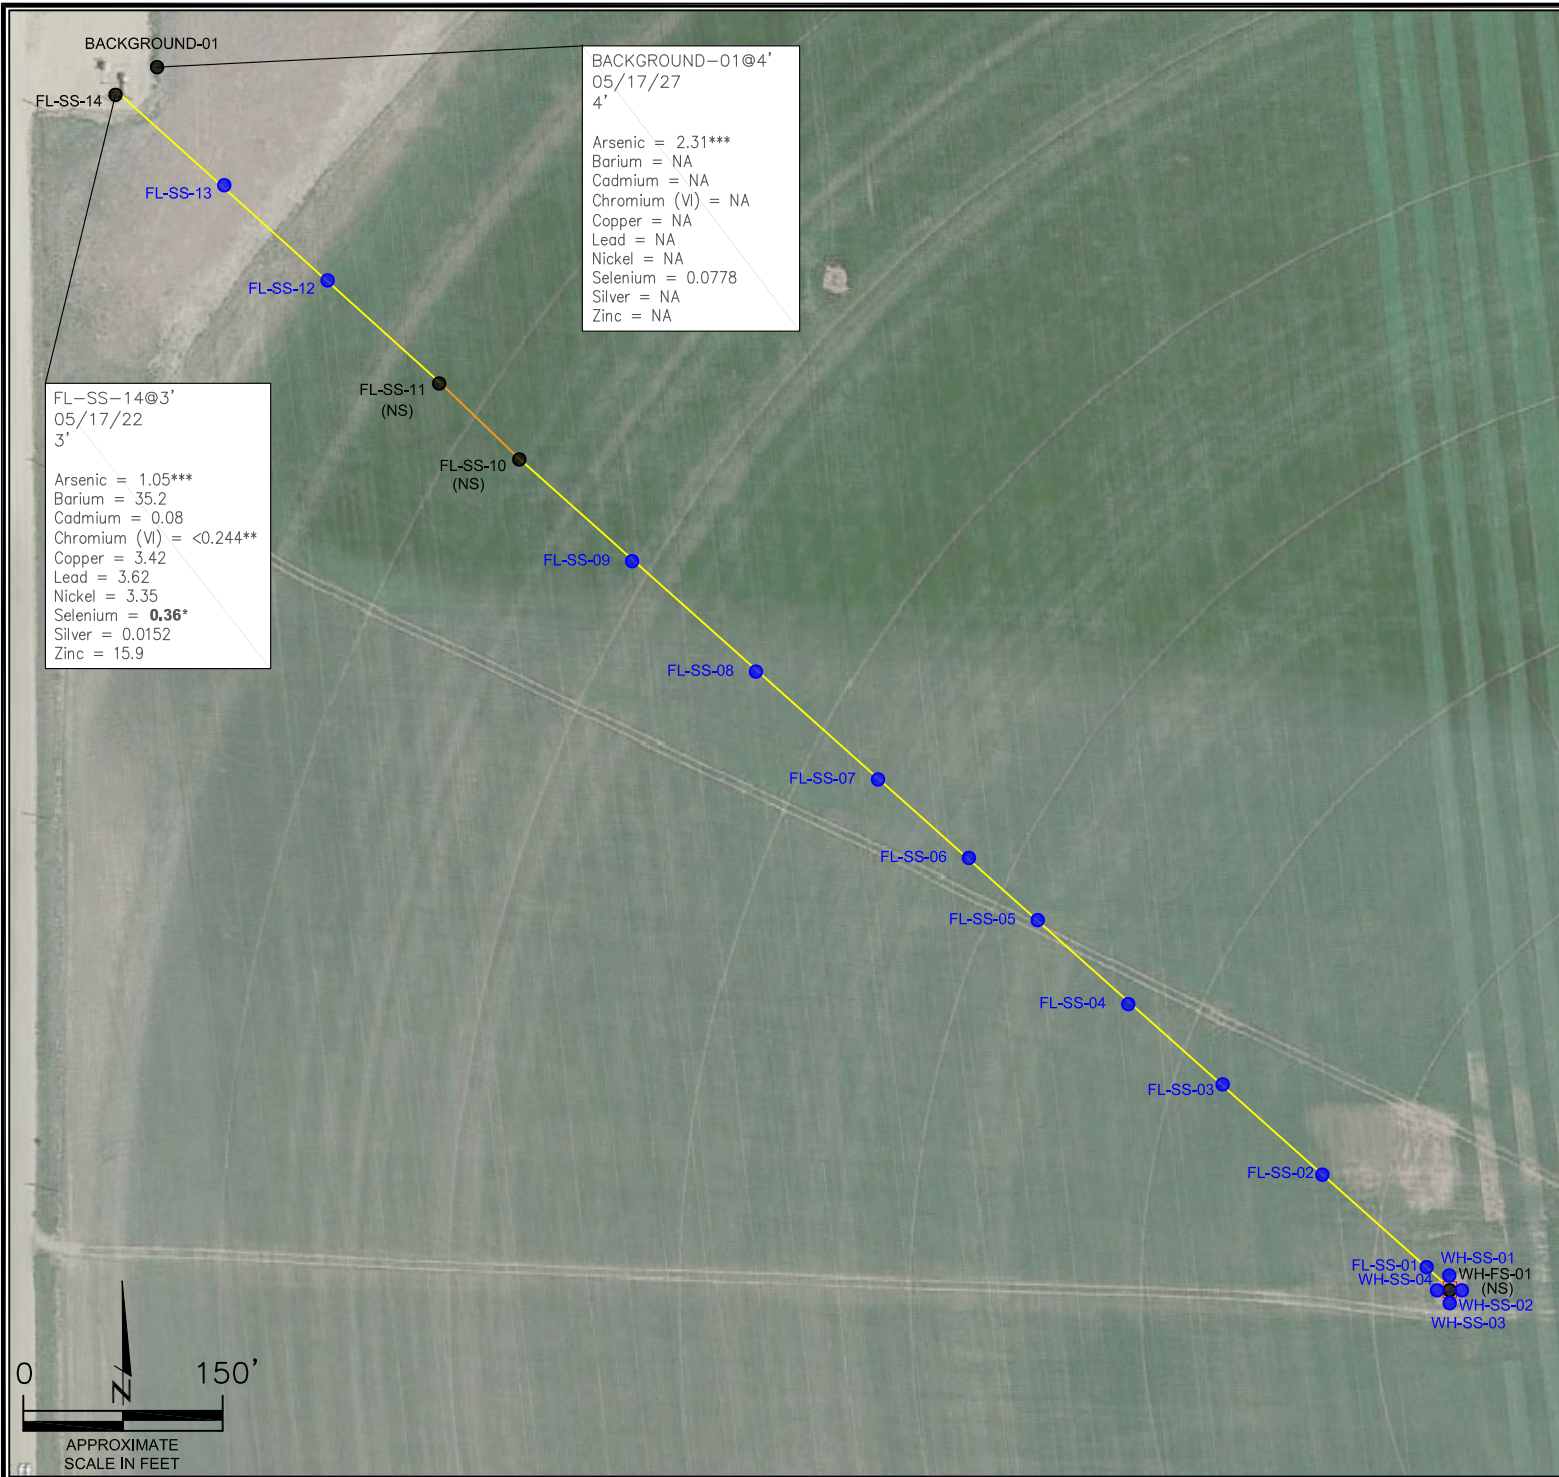 BACKGROUND-01
FL-SS-14
BACKGROUND-01@4'
05/17/27
4'
Arsenic = 2.31***
Barium = NA
Cadmium = NA
Chromium (VI) = NA
Copper = NA
Lead = NA
Nickel = NA
Selenium = 0.0778
Silver = NA
Zinc = NA
FL-SS-13
FL-SS-12
FL-SS-11
(NS)
FL-SS-14@3'
05/17/22
3'
Arsenic = 1.05***
Barium = 35.2
Cadmium = 0.08
Chromium (VI) = <0.244**
Copper = 3.42
Lead = 3.62
Nickel = 3.35
Selenium = 0.36*
Silver = 0.0152
Zinc = 15.9
FL-SS-10
(NS)
FL-SS-09
FL-SS-08
FL-SS-07
FL-SS-06
FL-SS-05
FL-SS-04
FL-SS-03
FL-SS-02
FL-SS-01
WH-SS-01
WH-FS-01
(NS)
WH-SS-04
WH-SS-02
WH-SS-03
N
0
150'
APPROXIMATE
SCALE IN FEET